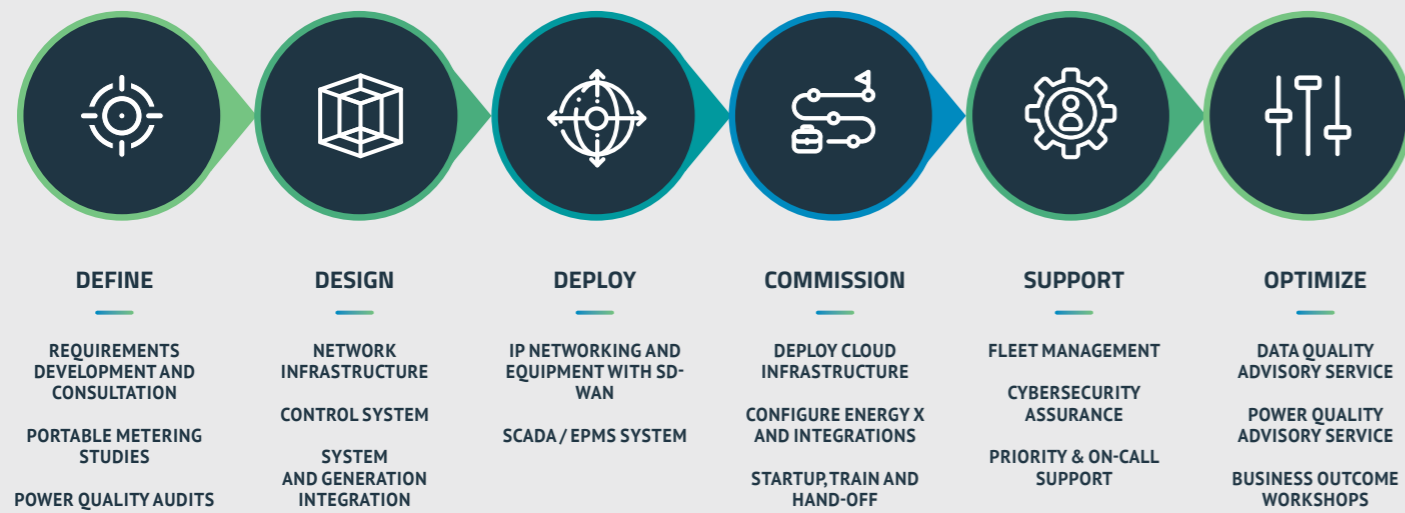 DEFINE
REQUIREMENTS
DEVELOPMENT AND
CONSULTATION
PORTABLE METERING
STUDIES
POWER QUALITY AUDITS
DESIGN
NETWORK
INFRASTRUCTURE
CONTROL SYSTEM
SYSTEM
AND GENERATION
INTEGRATION
DEPLOY
IP NETWORKING AND
EQUIPMENT WITH SD-
WAN
SCADA / EPMS SYSTEM
COMMISSION
DEPLOY CLOUD
INFRASTRUCTURE
CONFIGURE ENERGY X
AND INTEGRATIONS
STARTUP, TRAIN AND
HAND-OFF
SUPPORT
FLEET MANAGEMENT
CYBERSECURITY
ASSURANCE
PRIORITY & ON-CALL
SUPPORT
OPTIMIZE
DATA QUALITY
ADVISORY SERVICE
POWER QUALITY
ADVISORY SERVICE
BUSINESS OUTCOME
WORKSHOPS